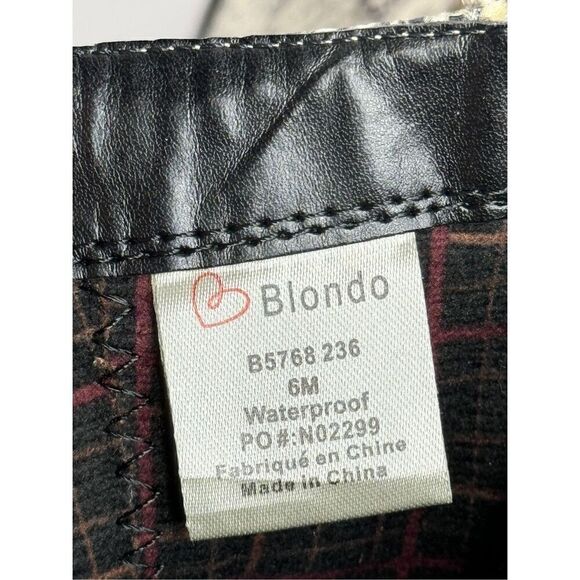 Blondo
B5768 236
6M
Waterproof
PO#:N02299
Fabriqué en Chine
Made in China